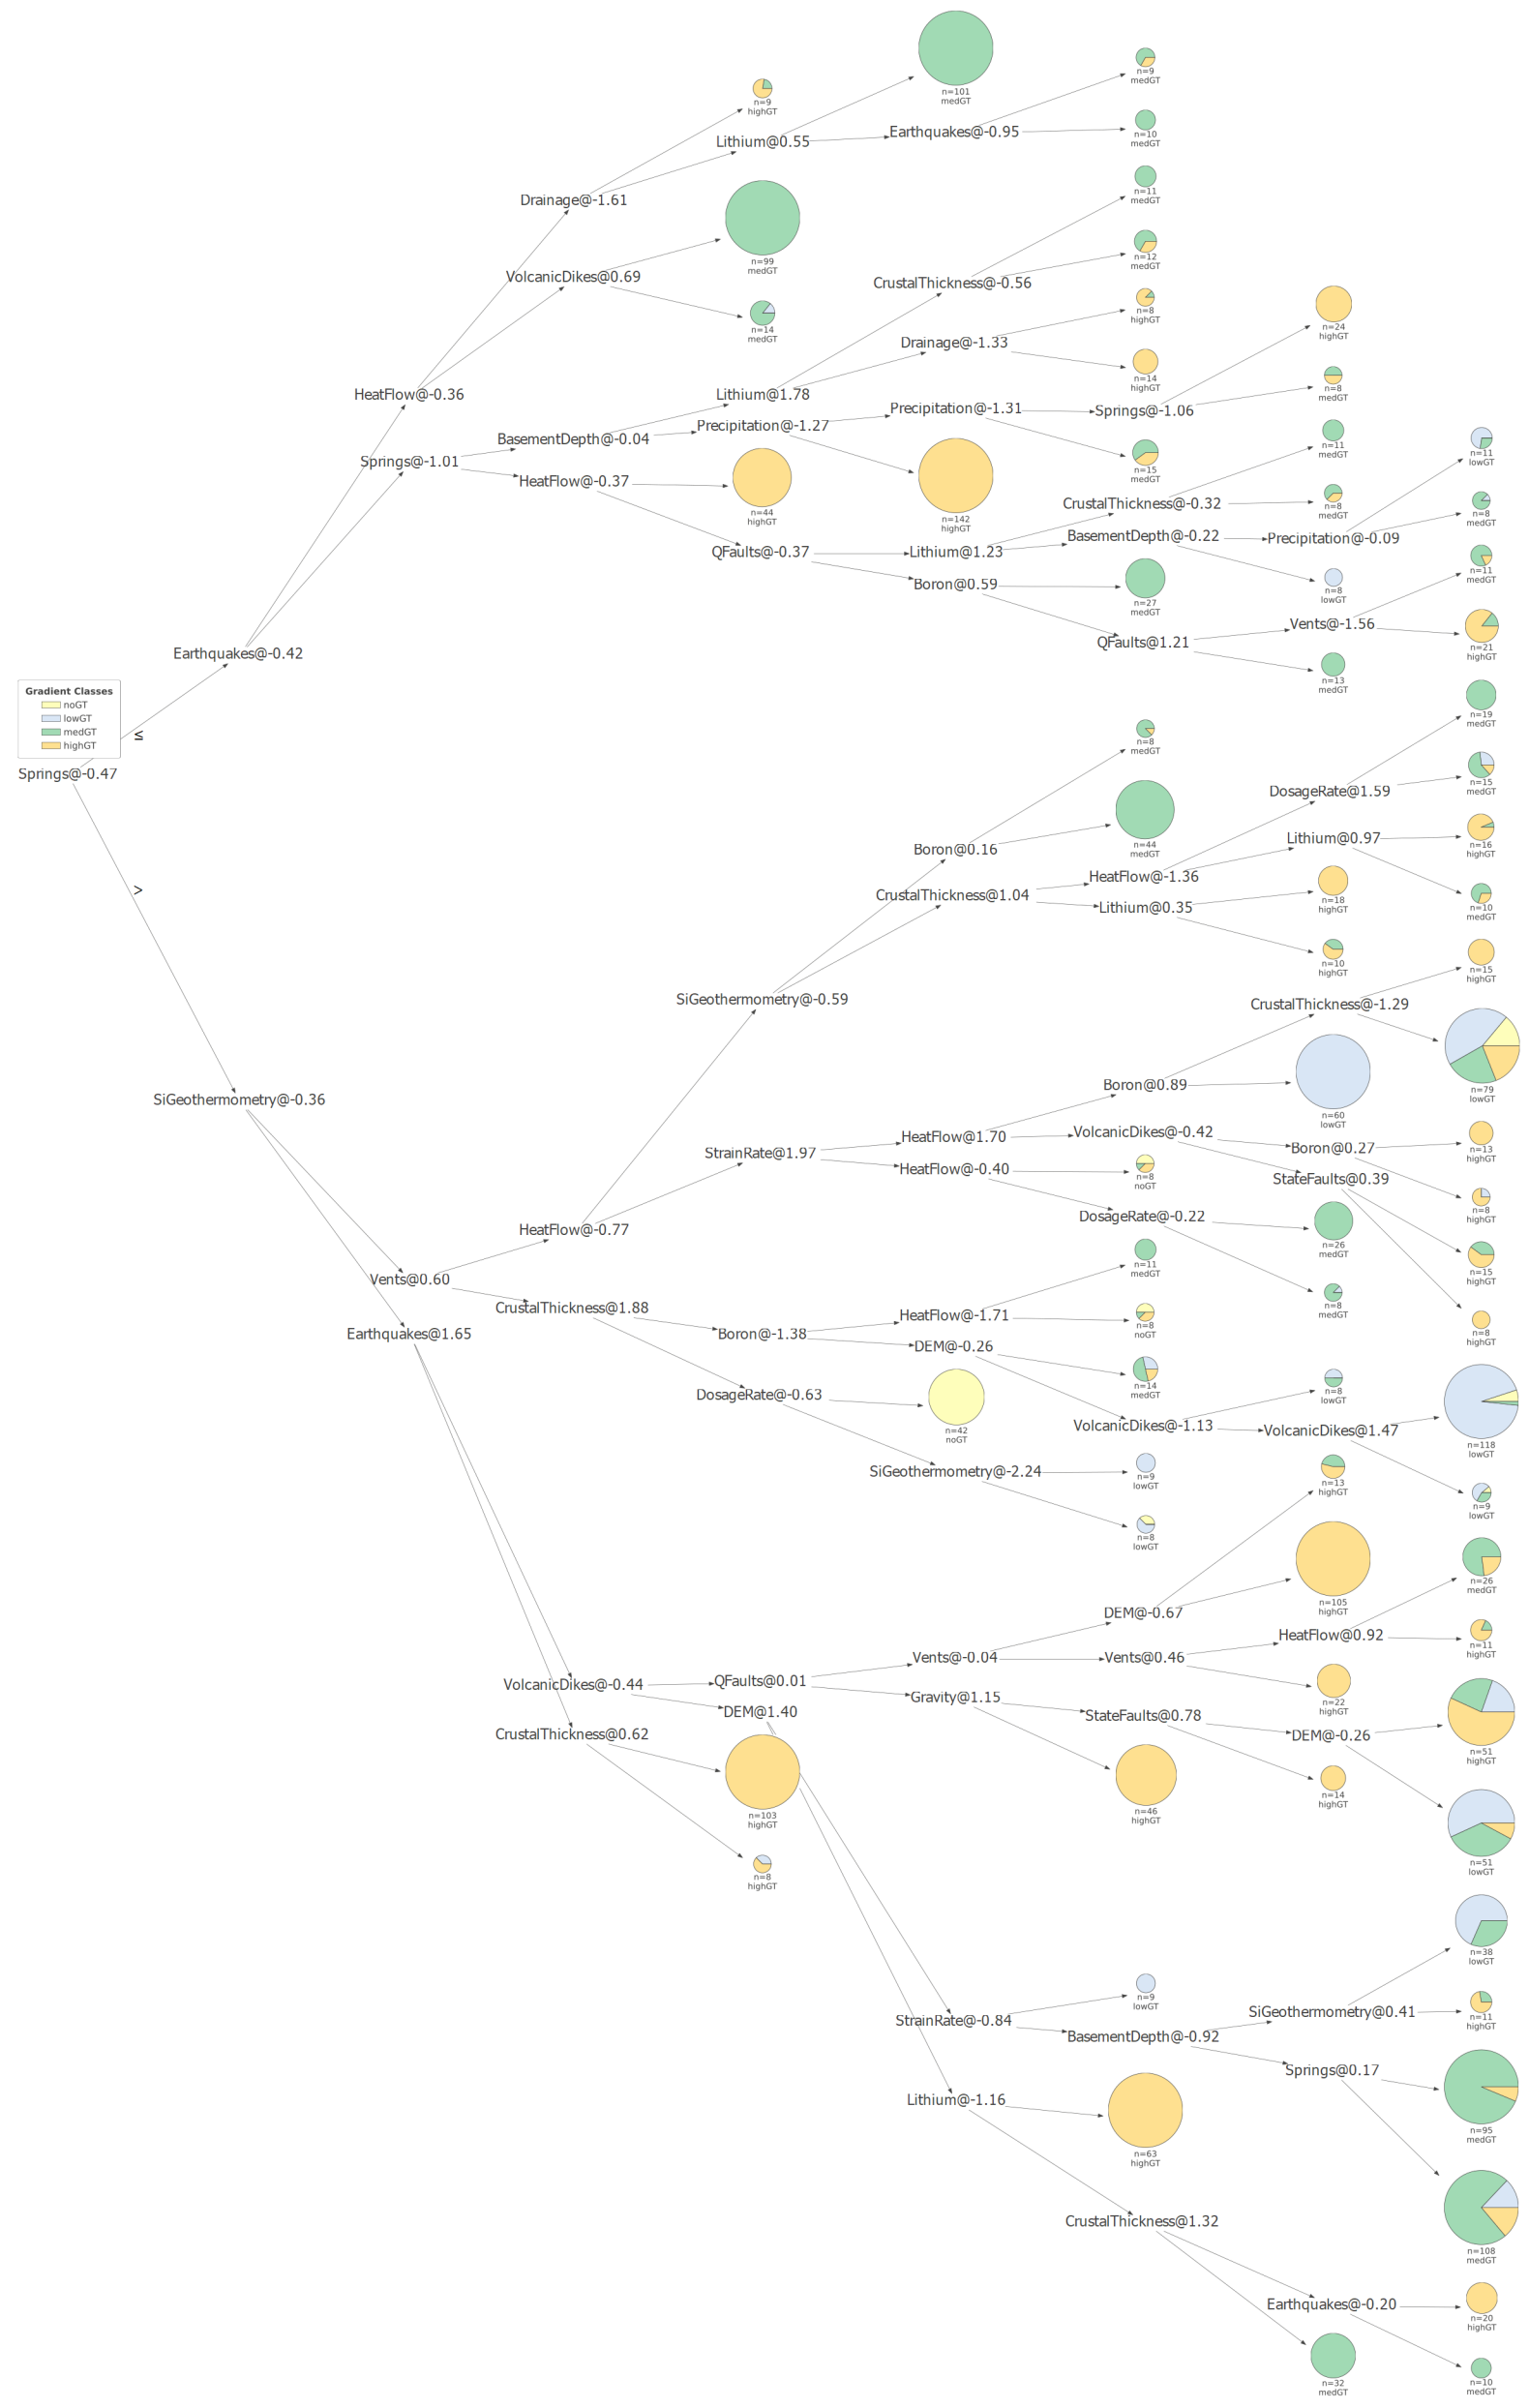 n=101
medGT
n=9
medGT
n=9
highGT
Lithium@0.55
Earthquakes@-0.95
n=10
medGT
n=11
medGT
Drainage@-1.61
n=99
medGT
n=12
medGT
VolcanicDikes@0.69
CrustalThickness@-0.56
n=14
medGT
n=8
highGT
n=24
highGT
Drainage@-1.33
n=14
highGT
HeatFlow@-0.36
Lithium@1.78
n=8
medGT
Precipitation@-1.31
Springs@-1.06
Precipitation@-1.27
BasementDepth@-0.04
Springs@-1.01
n=15
medGT
n=11
medGT
n=11
lowGT
HeatFlow@-0.37
n=44
highGT
n=142
highGT
CrustalThickness@-0.32
n=8
medGT
n=8
medGT
BasementDepth@-0.22
Precipitation@-0.09
QFaults@-0.37
Lithium@1.23
n=11
medGT
Boron@0.59
n=27
medGT
n=8
lowGT
Vents@-1.56
QFaults@1.21
n=21
highGT
Earthquakes@-0.42
n=13
medGT
Gradient Classes
noGT
lowGT
medGT
highGT
≤
Springs@-0.47
n=19
medGT
n=8
medGT
DosageRate@1.59
n=15
medGT
Lithium@0.97
n=16
highGT
Boron@0.16
n=44
medGT
HeatFlow@-1.36
>
CrustalThickness@1.04
Lithium@0.35
n=18
highGT
n=10
medGT
n=10
highGT
n=15
highGT
SiGeothermometry@-0.59
CrustalThickness@-1.29
Boron@0.89
n=79
lowGT
SiGeothermometry@-0.36
n=60
lowGT
HeatFlow@1.70
VolcanicDikes@-0.42
Boron@0.27
n=13
highGT
StrainRate@1.97
HeatFlow@-0.40
n=8
noGT
StateFaults@0.39
n=8
highGT
DosageRate@-0.22
HeatFlow@-0.77
n=26
medGT
n=15
highGT
Vents@0.60
n=11
medGT
n=8
medGT
CrustalThickness@1.88
HeatFlow@-1.71
n=8
noGT
n=8
highGT
Earthquakes@1.65
Boron@-1.38
DEM@-0.26
n=14
medGT
DosageRate@-0.63
n=42
noGT
n=8
lowGT
VolcanicDikes@-1.13
VolcanicDikes@1.47
n=118
lowGT
SiGeothermometry@-2.24
n=9
lowGT
n=13
highGT
n=9
lowGT
n=8
lowGT
n=26
medGT
DEM@-0.67
n=105
highGT
HeatFlow@0.92
n=11
highGT
Vents@-0.04
Vents@0.46
VolcanicDikes@-0.44
QFaults@0.01
Gravity@1.15
n=22
highGT
DEM@1.40
StateFaults@0.78
CrustalThickness@0.62
DEM@-0.26
n=51
highGT
n=103
highGT
n=46
highGT
n=14
highGT
n=8
highGT
n=51
lowGT
n=38
lowGT
n=9
lowGT
SiGeothermometry@0.41
n=11
highGT
StrainRate@-0.84
BasementDepth@-0.92
Springs@0.17
n=95
medGT
Lithium@-1.16
n=63
highGT
CrustalThickness@1.32
n=108
medGT
Earthquakes@-0.20
n=20
highGT
n=32
medGT
n=10
medGT